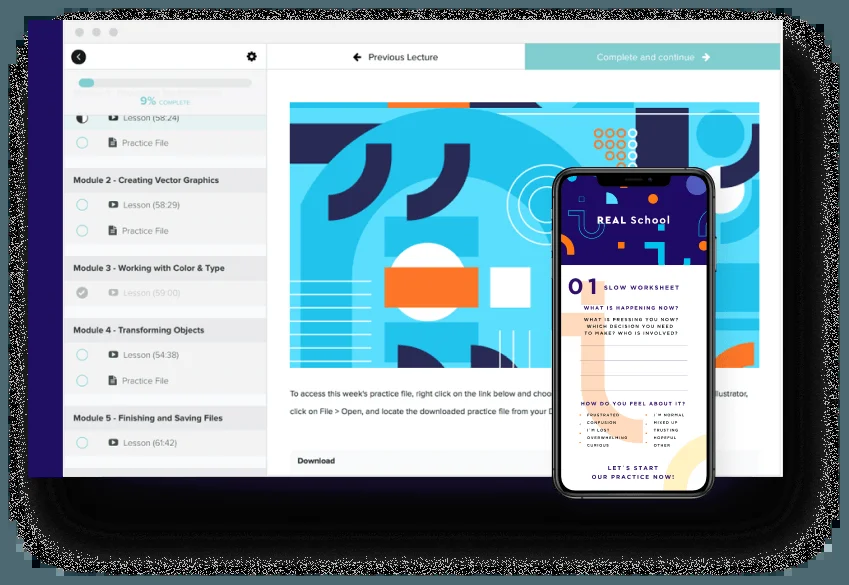 Previous Lecture
Complete and continue
9% COMPLETE
Lesson (58:24)
Practice File
Module 2 - Creating Vector Graphics
Lesson (58:29)
Practice File
Module 3 - Working with Color & Type
Lesson (59:00)
Module 4 - Transforming Objects
Lesson (54:38)
Practice File
Module 5 - Finishing and Saving Files
Lesson (61:42)
To access this week's practice file, right click on the link below and choo
llustrator,
click on File > Open, and locate the downloaded practice file from your D
Download
REAL School
01 SLOW WORKSHEET
WHAT IS HAPPENING NOW?
WHAT IS PRESSING YOU NOW?
WHICH DECISION YOU NEED
TO MAKE? WHO IS INVOLVED?
HOW DO YOU FEEL ABOUT IT?
FRUSTRATED
CONFUSION
I'M LOST
OVERWHELMING
CURIOUS
I'M NORMAL
MIXED UP
TRUSTING
HOPEFUL
OTHER
LET'S START
OUR PRACTICE NOW!